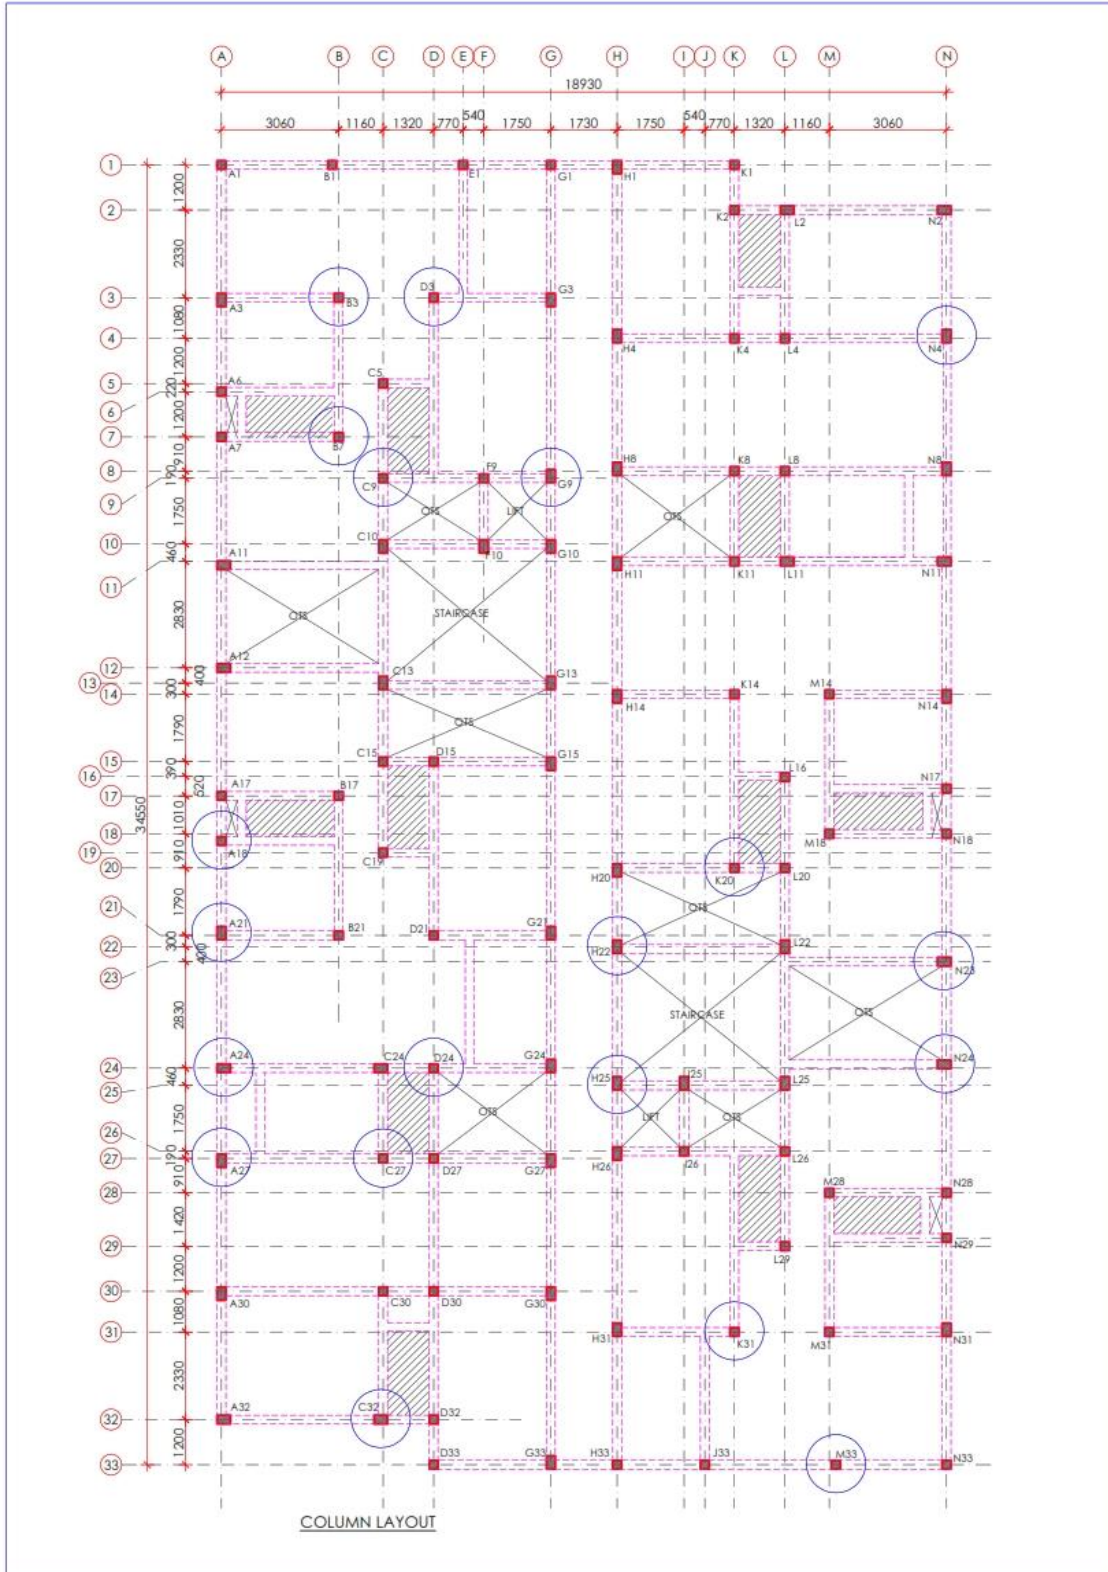 A B C D E F G H I J K L M N
18930
540 540
3060 1160 1320 770 1750 1730 1750 770 1320 1160 3060
1 A1 B1 E1 G1 H1 K1
1200
2 K2 L2 N2
2330
3 A3 B3 D3 G3
1080
4 H4 K4 L4 N4
1200
5 C5
220
6 A6
1200
7 A7 B7
910
8 H8 K8 L8 N8
190
9 C9 F9 G9
OTS LIFT OTS
1750
10 C10 F10 G10
460
11 A11 H11 K11 L11 N11
2830
OTS STAIRCASE
12 A12
400
13 C13 G13
300
14 H14 K14 M14 N14
1790
OTS
15 C15 D15 G15
390
16 L16
520
17 A17 B17 N17
1010
34550
18 A18 M18 N18
19 C19
910
20 H20 K20 L20
1790
OTS
21 A21 B21 D21 G21
300
22 H22 L22
420
23 N23
2830
STAIRCASE OTS
24 A24 C24 D24 G24 N24
460
25 H25 I25 L25
1750
OTS LIFT OTS
26 H26 I26 L26
190
27 A27 C27 D27 G27
910
28 M28 N28
1420
29 L29 N29
1200
30 A30 C30 D30 G30
1080
31 H31 K31 M31 N31
2330
32 A32 C32 D32
1200
33 D33 G33 H33 J33 M33 N33
COLUMN LAYOUT